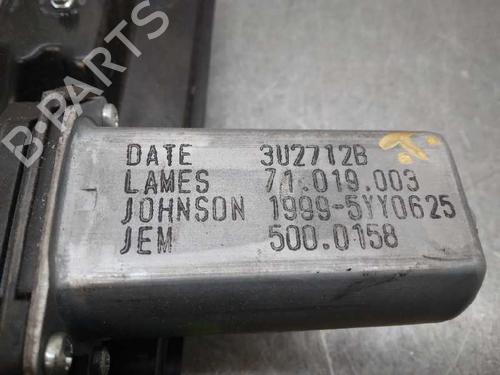 B-PARTS
DATE 3U2712B
LAMES 71.019.003
JOHNSON 1999-5YY0625
JEM 500.0158